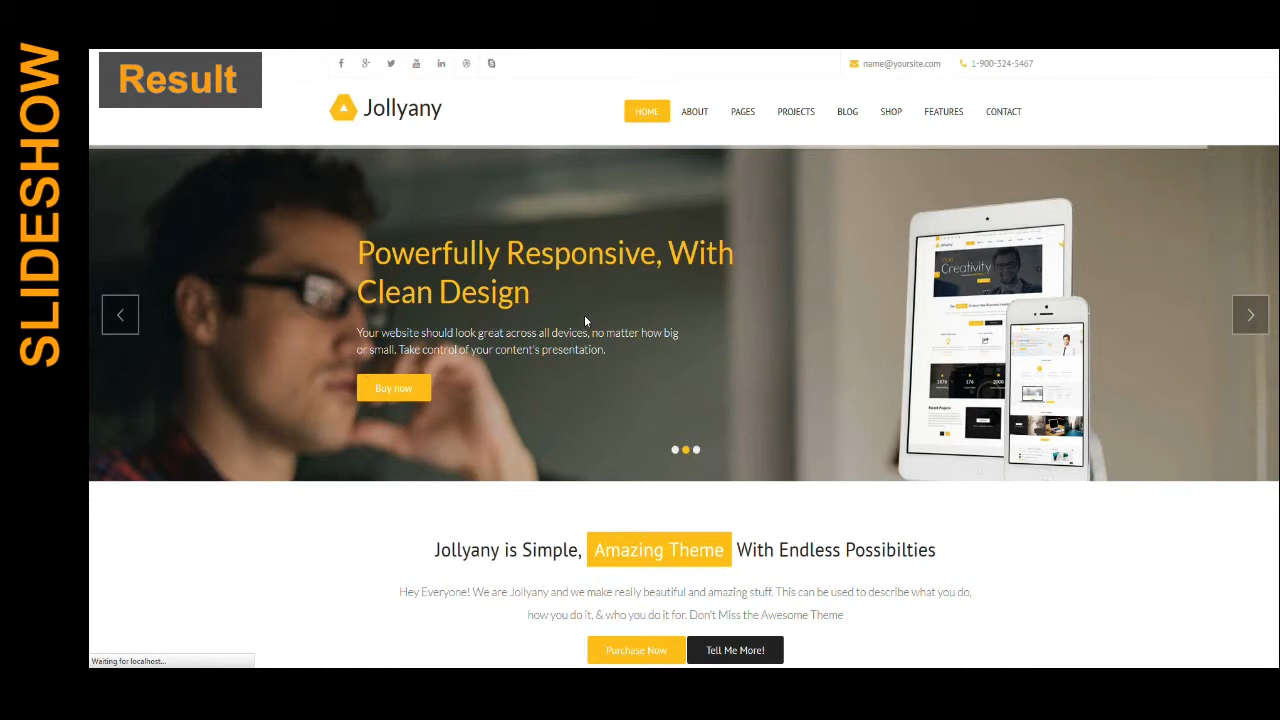 SLIDESHOW
Result
name@yoursite.com
1-900-324-5467
Jollyany
HOME
ABOUT
PAGES
PROJECTS
BLOG
SHOP
FEATURES
CONTACT
Powerfully Responsive, With
Clean Design
Your website should look great across all devices, no matter how big
or small. Take control of your content's presentation.
Buy now
Creativity
Jollyany is Simple, Amazing Theme With Endless Possibilties
Hey Everyone! We are Jollyany and we make really beautiful and amazing stuff. This can be used to describe what you do,
how you do it, & who you do it for. Don't Miss the Awesome Theme
Purchase Now
Tell Me More!
Waiting for localhost...